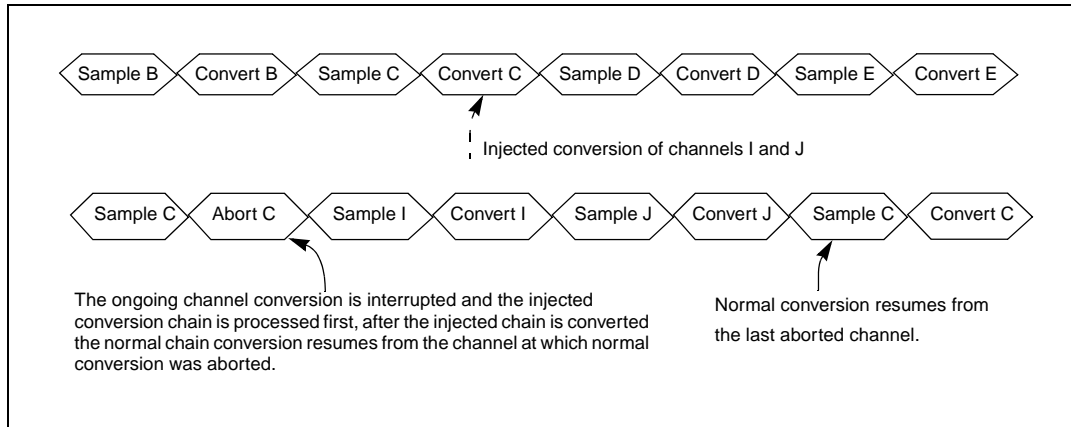 Sample B Convert B Sample C Convert C Sample D Convert D Sample E Convert E
Injected conversion of channels I and J
Sample C Abort C Sample I Convert I Sample J Convert J Sample C Convert C
The ongoing channel conversion is interrupted and the injected
conversion chain is processed first, after the injected chain is converted
the normal chain conversion resumes from the channel at which normal
conversion was aborted.
Normal conversion resumes from
the last aborted channel.